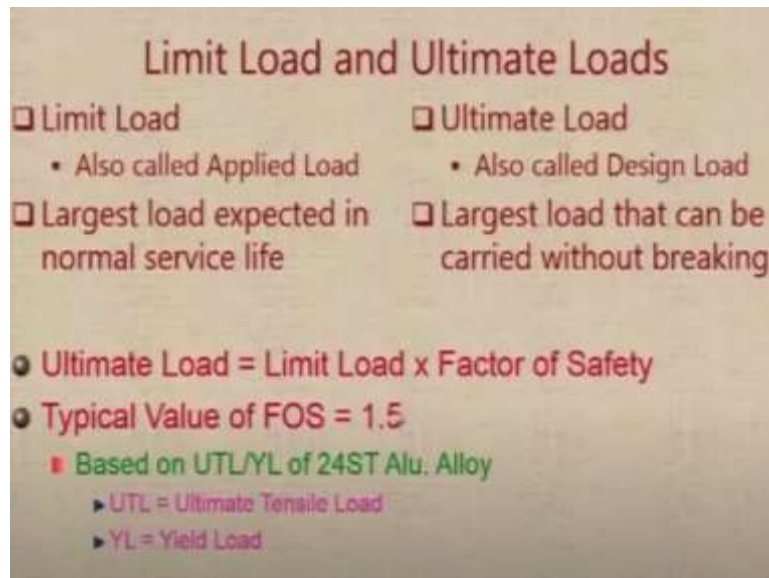 Limit Load and Ultimate Loads
❑ Limit Load
• Also called Applied Load
❑ Largest load expected in
normal service life
❑ Ultimate Load
• Also called Design Load
❑ Largest load that can be
carried without breaking
Ultimate Load = Limit Load x Factor of Safety
Typical Value of FOS = 1.5
Based on UTL/YL of 24ST Alu. Alloy
UTL = Ultimate Tensile Load
YL = Yield Load